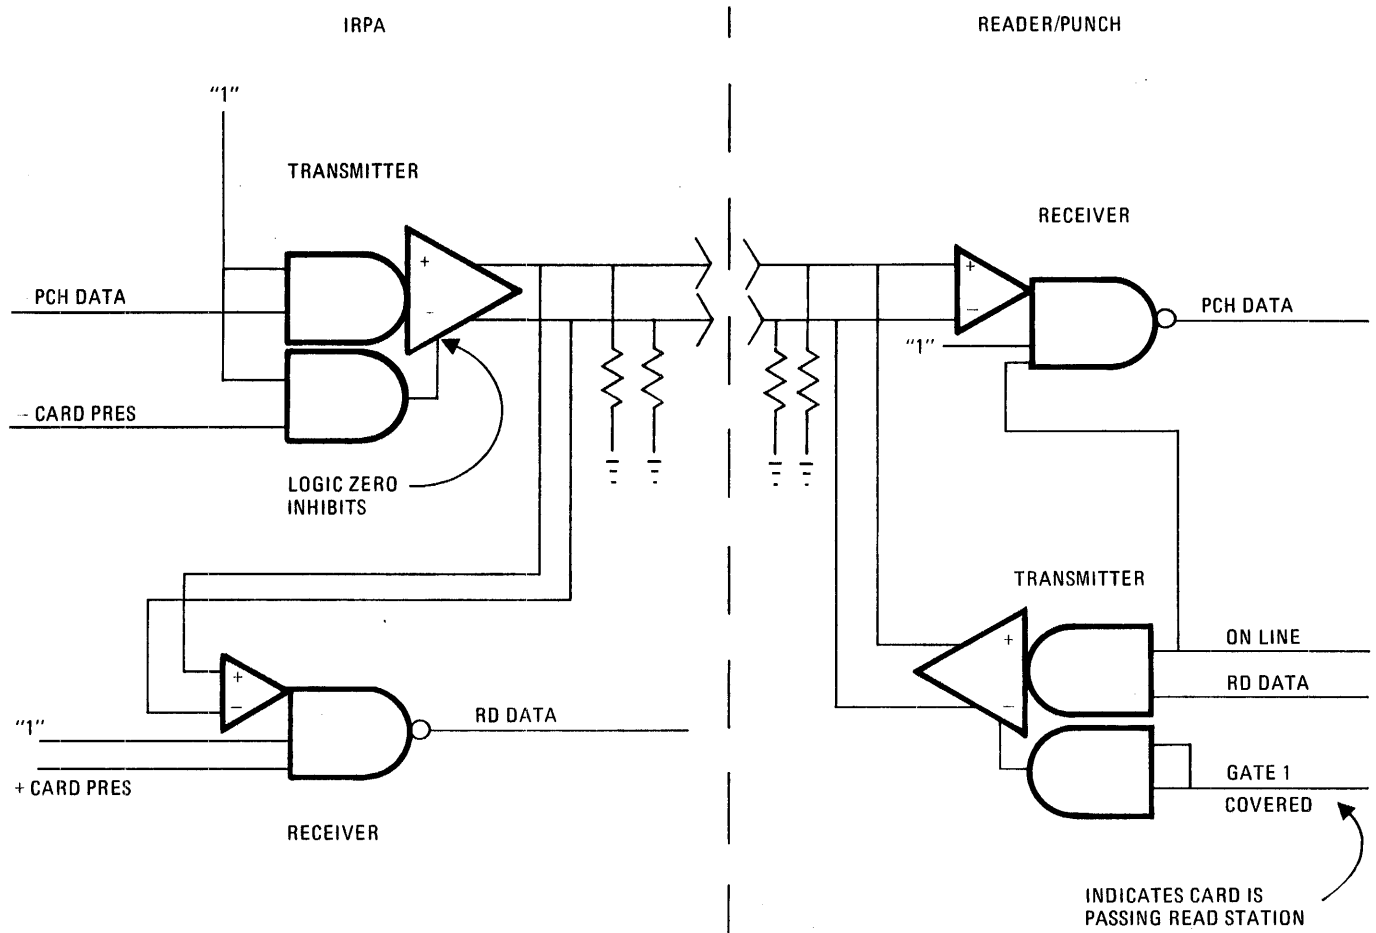 IRPA
READER/PUNCH
"1"
TRANSMITTER
RECEIVER
+
-
+
-
PCH DATA
PCH DATA
"1"
- CARD PRES
LOGIC ZERO
INHIBITS
TRANSMITTER
+
-
ON LINE
RD DATA
+
-
RD DATA
"1"
+ CARD PRES
GATE 1
COVERED
RECEIVER
INDICATES CARD IS
PASSING READ STATION